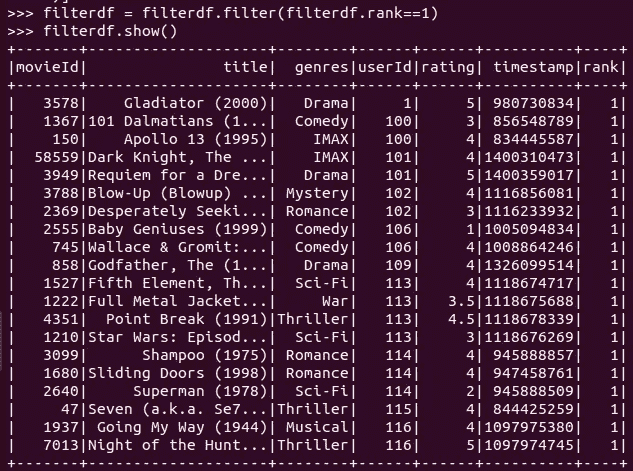 >>> filterdf = filterdf.filter(filterdf.rank==1)
>>> filterdf.show()
+-------+--------------------+--------+------+------+----------+----+
|movieId|               title|  genres|userId|rating| timestamp|rank|
+-------+--------------------+--------+------+------+----------+----+
|   3578|    Gladiator (2000)|   Drama|     1|     5| 980730834|   1|
|   1367|101 Dalmatians (1...|  Comedy|   100|     3| 856548789|   1|
|    150|    Apollo 13 (1995)|    IMAX|   100|     4| 834445587|   1|
|  58559|Dark Knight, The ...|    IMAX|   101|     4|1400310473|   1|
|   3949|Requiem for a Dre...|   Drama|   101|     5|1400359017|   1|
|   3788|Blow-Up (Blowup) ...| Mystery|   102|     4|1116856081|   1|
|   2369|Desperately Seeki...| Romance|   102|     3|1116233932|   1|
|   2555|Baby Geniuses (1999)|  Comedy|   106|     1|1005094834|   1|
|    745|Wallace & Gromit:...|  Comedy|   106|     4|1008864246|   1|
|    858|Godfather, The (1...|   Drama|   109|     4|1326099514|   1|
|   1527|Fifth Element, Th...|  Sci-Fi|   113|     4|1118674717|   1|
|   1222|Full Metal Jacket...|     War|   113|   3.5|1118675688|   1|
|   4351|  Point Break (1991)|Thriller|   113|   4.5|1118678339|   1|
|   1210|Star Wars: Episod...|  Sci-Fi|   113|     3|1118676269|   1|
|   3099|      Shampoo (1975)| Romance|   114|     4| 945888857|   1|
|   1680|Sliding Doors (1998)| Romance|   114|     4| 947458761|   1|
|   2640|     Superman (1978)|  Sci-Fi|   114|     2| 945888509|   1|
|     47|Seven (a.k.a. Se7...|Thriller|   115|     4| 844425259|   1|
|   1937| Going My Way (1944)| Musical|   116|     4|1097975380|   1|
|   7013|Night of the Hunt...|Thriller|   116|     5|1097974745|   1|
+-------+--------------------+--------+------+------+----------+----+